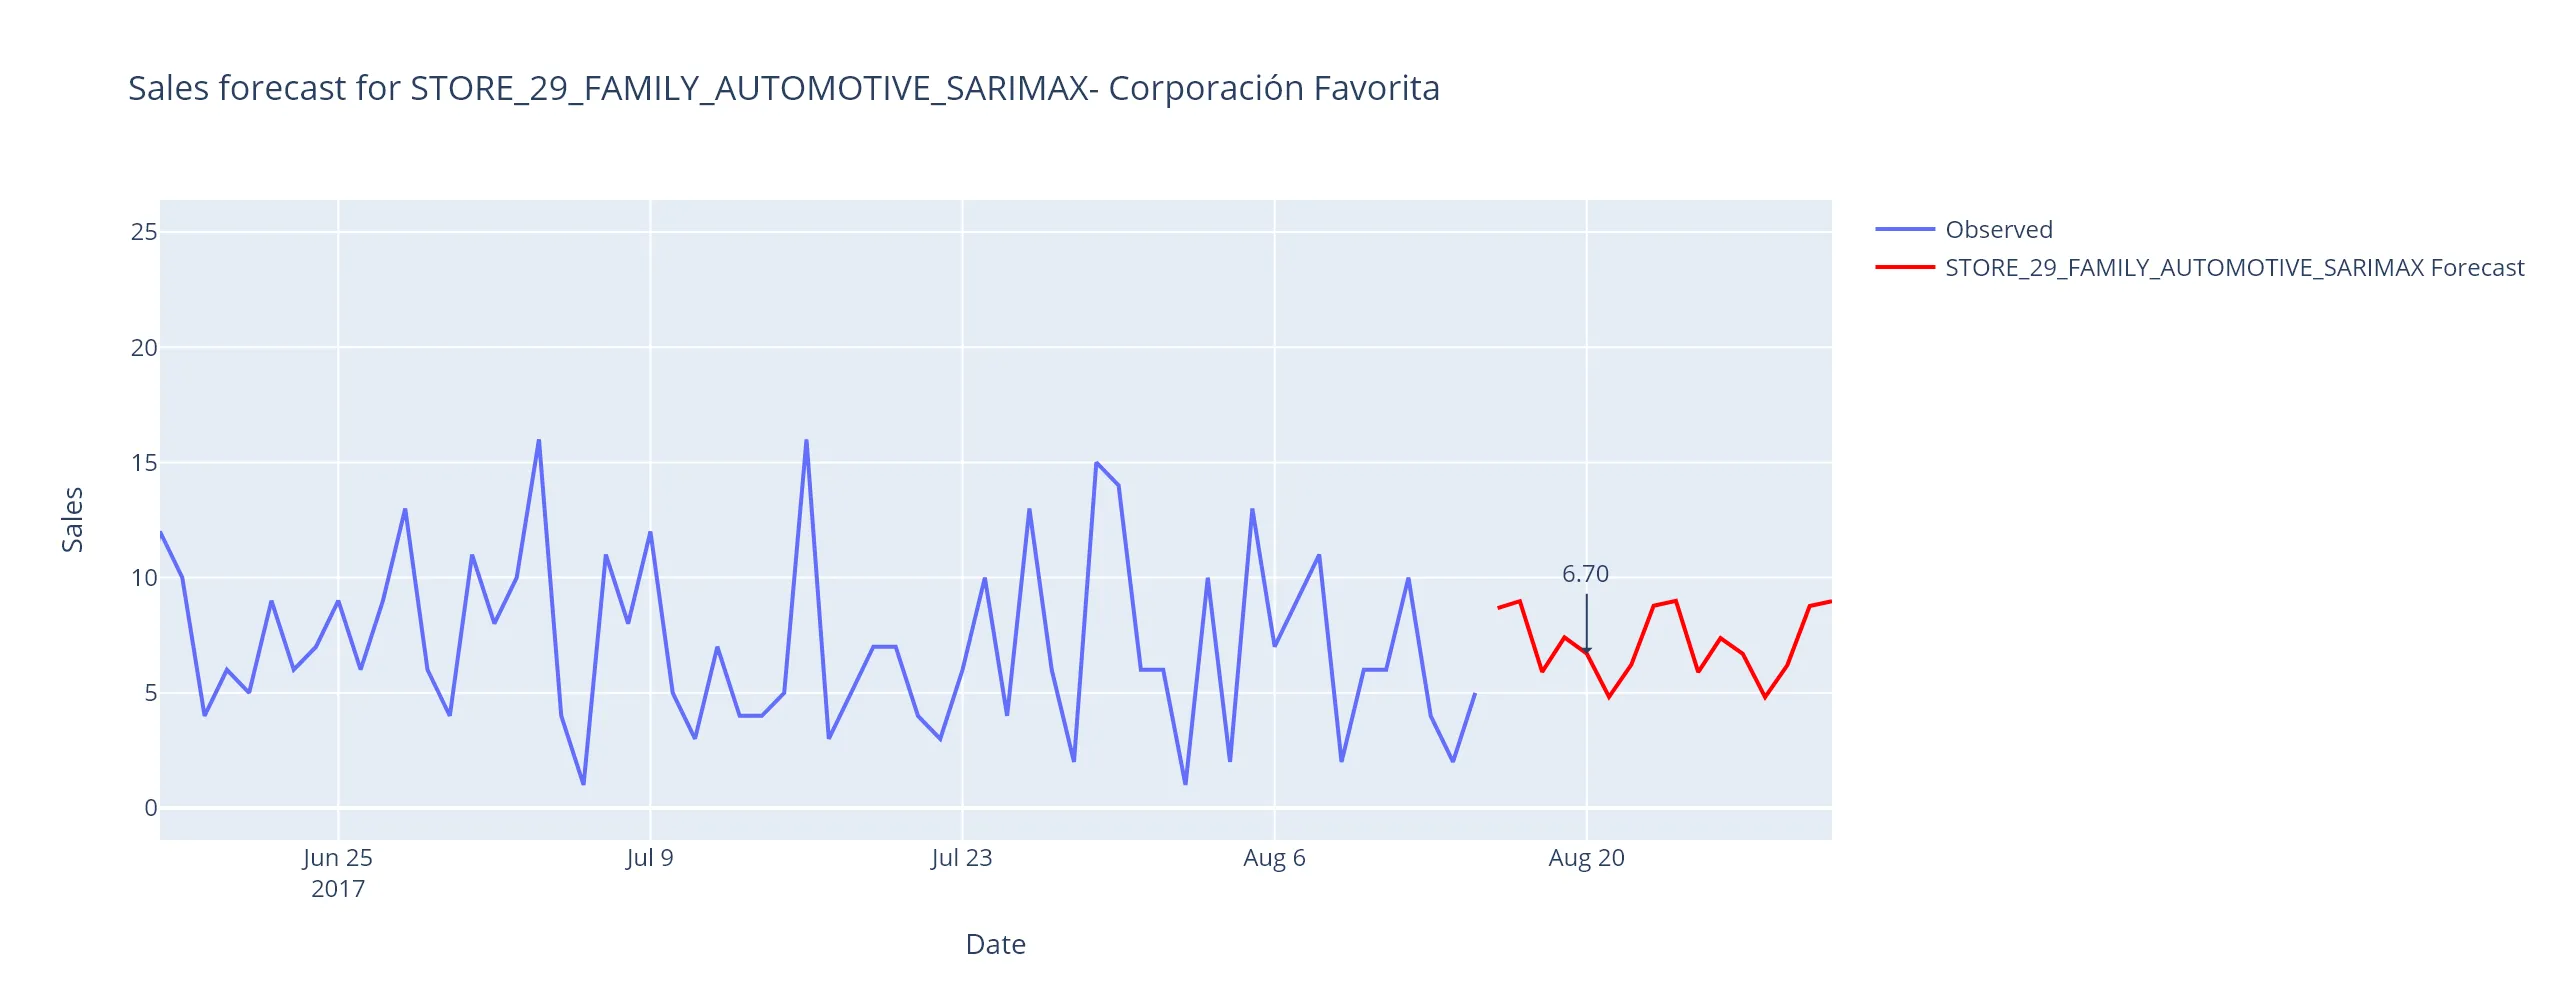 Sales forecast for STORE_29_FAMILY_AUTOMOTIVE_SARIMAX- Corporación Favorita
Observed
STORE_29_FAMILY_AUTOMOTIVE_SARIMAX Forecast
25
20
15
10
5
0
Sales
6.70
Jun 25
2017
Jul 9
Jul 23
Aug 6
Aug 20
Date